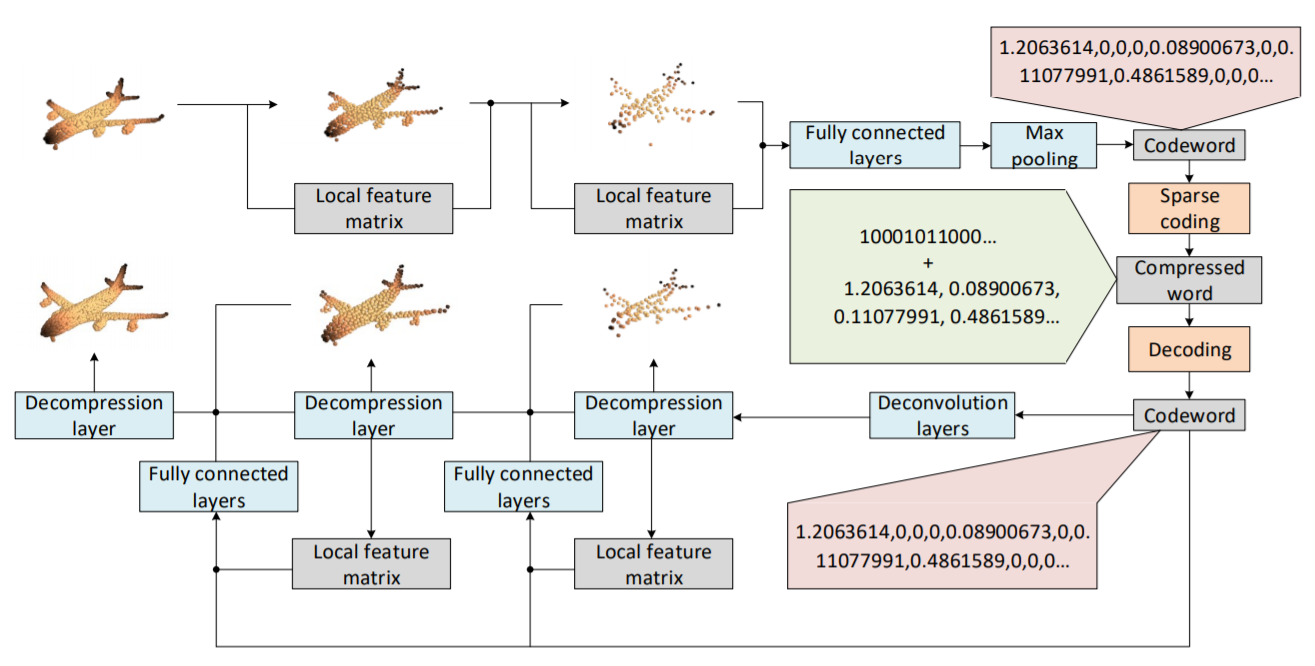 1.2063614,0,0,0,0.08900673,0,0.
11077991,0.4861589,0,0,0...
Fully connected
layers
Max
pooling
Codeword
Local feature
matrix
Local feature
matrix
Sparse
coding
10001011000...
+
1.2063614, 0.08900673,
0.11077991, 0.4861589...
Compressed
word
Decoding
Decompression
layer
Decompression
layer
Decompression
layer
Deconvolution
layers
Codeword
Fully connected
layers
Fully connected
layers
1.2063614,0,0,0,0.08900673,0,0.
11077991,0.4861589,0,0,0...
Local feature
matrix
Local feature
matrix